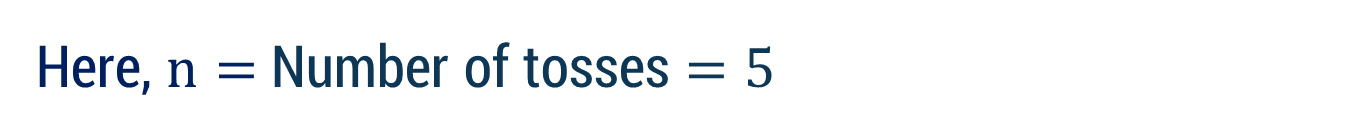 Here, n = Number of tosses = 5